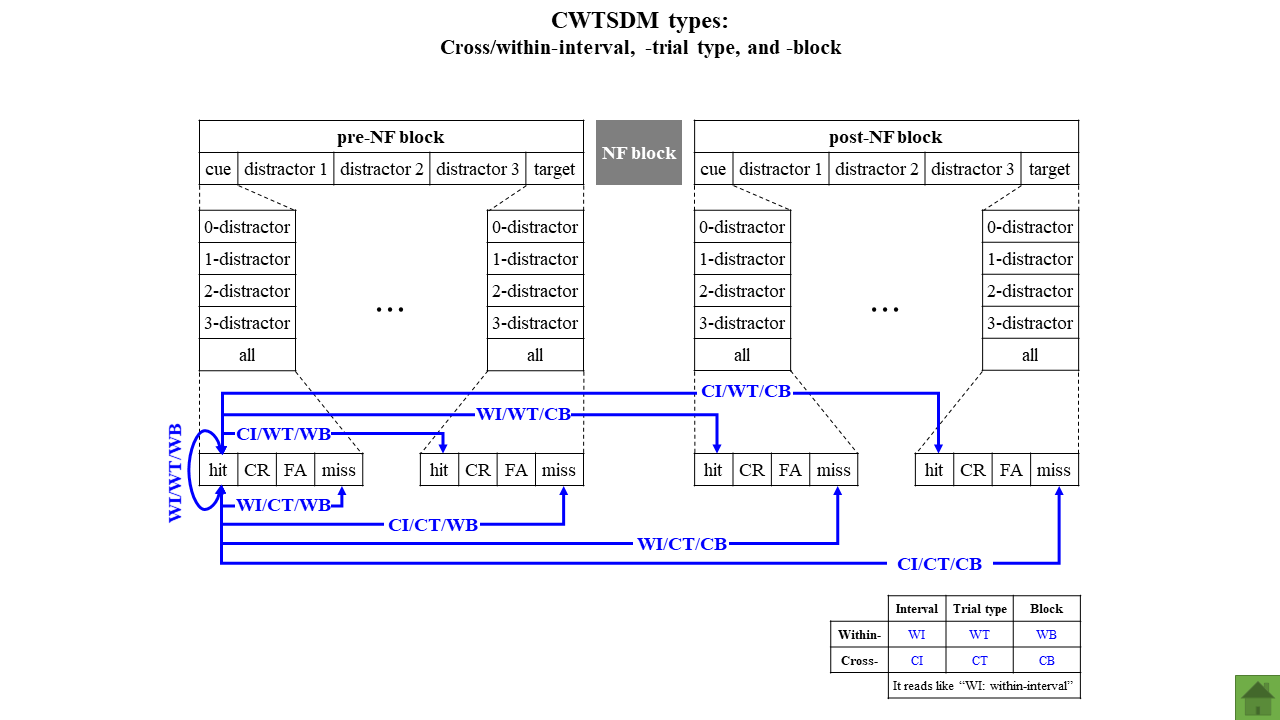 CWTSDM types:
Cross/within-interval, -trial type, and -block
pre-NF block
NF block
post-NF block
cue distractor 1 distractor 2 distractor 3 target
cue distractor 1 distractor 2 distractor 3 target
0-distractor 0-distractor 0-distractor 0-distractor
1-distractor 1-distractor 1-distractor 1-distractor
2-distractor 2-distractor 2-distractor 2-distractor
... ...
3-distractor 3-distractor 3-distractor 3-distractor
all all all all
CI/WT/CB
WI/WT/CB
CI/WT/WB
WI/WT/WB
hit CR FA miss hit CR FA miss hit CR FA miss hit CR FA miss
WI/CT/WB
CI/CT/WB
WI/CT/CB
CI/CT/CB
Interval Trial type Block
Within- WI WT WB
Cross- CI CT CB
It reads like “WI: within-interval”